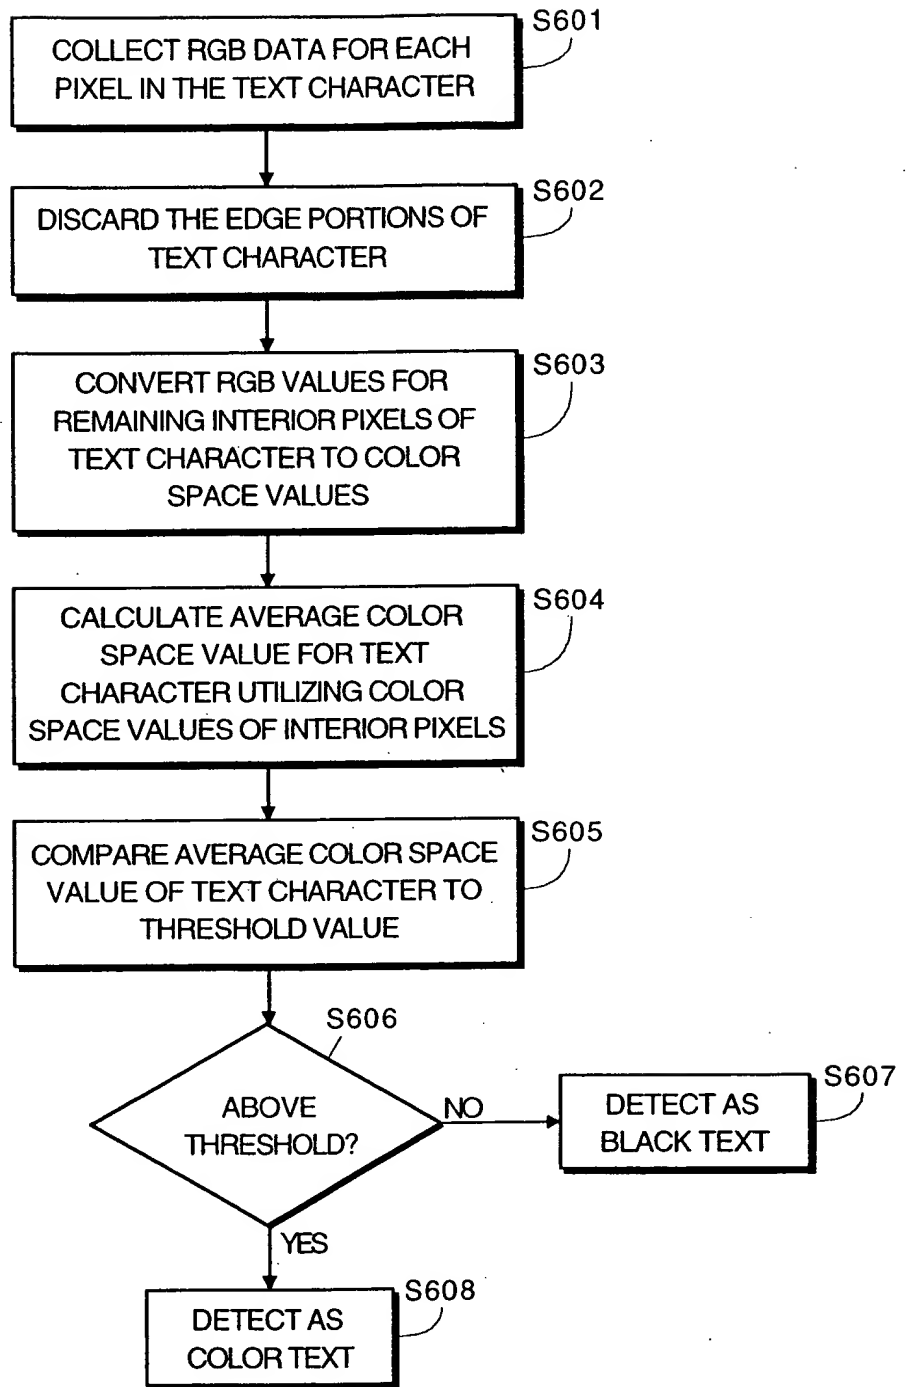 S601
COLLECT RGB DATA FOR EACH
PIXEL IN THE TEXT CHARACTER
S602
DISCARD THE EDGE PORTIONS OF
TEXT CHARACTER
S603
CONVERT RGB VALUES FOR
REMAINING INTERIOR PIXELS OF
TEXT CHARACTER TO COLOR
SPACE VALUES
S604
CALCULATE AVERAGE COLOR
SPACE VALUE FOR TEXT
CHARACTER UTILIZING COLOR
SPACE VALUES OF INTERIOR PIXELS
S605
COMPARE AVERAGE COLOR SPACE
VALUE OF TEXT CHARACTER TO
THRESHOLD VALUE
S606
ABOVE
THRESHOLD?
NO
S607
DETECT AS
BLACK TEXT
YES
S608
DETECT AS
COLOR TEXT